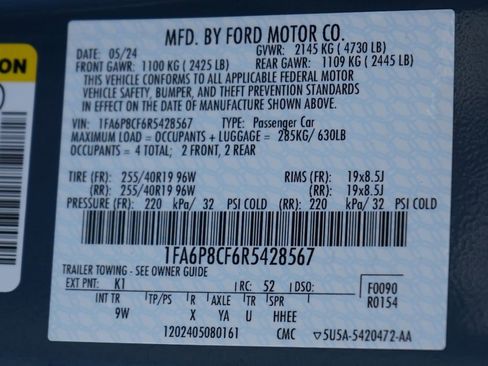 ON
MFD. BY FORD MOTOR CO.
DATE: 05/24 GVWR: 2145 KG ( 4730 LB)
FRONT GAWR: 1100 KG ( 2425 LB) REAR GAWR: 1109 KG ( 2445 LB)
THIS VEHICLE CONFORMS TO ALL APPLICABLE FEDERAL MOTOR
VEHICLE SAFETY, BUMPER, AND THEFT PREVENTION STANDARDS
IN EFFECT ON THE DATE OF MANUFACTURE SHOWN ABOVE.
VIN: 1FA6P8CF6R5428567 TYPE: Passenger Car
MAXIMUM LOAD = OCCUPANTS + LUGGAGE = 285KG/ 630LB
OCCUPANTS = 4 TOTAL; 2 FRONT, 2 REAR
TIRE (FR): 255/40R19 96W RIMS (FR): 19x8.5J
(RR): 255/40R19 96W (RR): 19x8.5J
PRESSURE (FR): 220 kPa/ 32 PSI COLD (RR): 220 kPa/ 32 PSI COLD
1FA6P8CF6R5428567
TRAILER TOWING - SEE OWNER GUIDE
EXT PNT: K1 RC: 52 DSO: F0090
INT TR TP/PS R AXLE TR SPR R0154
9W X YA U HHEE
1202405080161 CMC ▽5U5A-5420472-AA